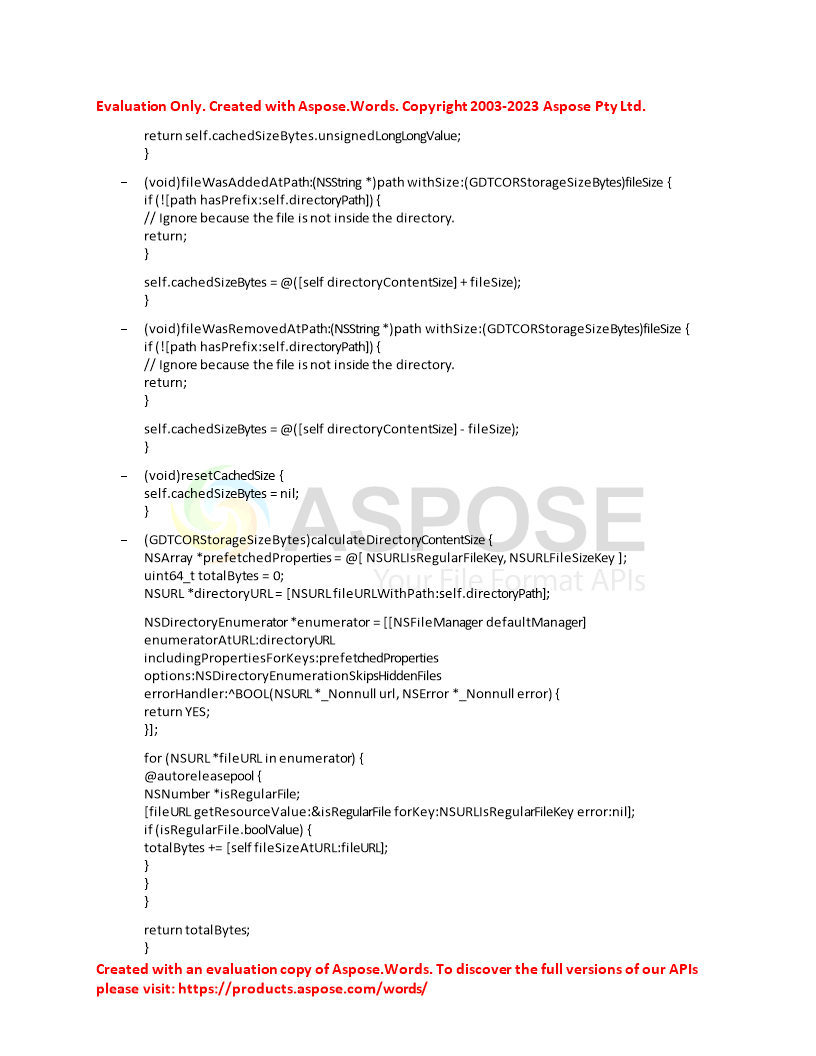 Evaluation Only. Created with Aspose.Words. Copyright 2003-2023 Aspose Pty Ltd.
return self.cachedSizeBytes.unsignedLongLongValue;
}
– (void)fileWasAddedAtPath:(NSString *)path withSize:(GDTCORStorageSizeBytes)fileSize {
if (![path hasPrefix:self.directoryPath]) {
// Ignore because the file is not inside the directory.
return;
}
self.cachedSizeBytes = @([self directoryContentSize] + fileSize);
}
– (void)fileWasRemovedAtPath:(NSString *)path withSize:(GDTCORStorageSizeBytes)fileSize {
if (![path hasPrefix:self.directoryPath]) {
// Ignore because the file is not inside the directory.
return;
}
self.cachedSizeBytes = @([self directoryContentSize] - fileSize);
}
– (void)resetCachedSize {
self.cachedSizeBytes = nil;
}
ASPOSE
Your File Format APIs
– (GDTCORStorageSizeBytes)calculateDirectoryContentSize {
NSArray *prefetchedProperties = @[ NSURLIsRegularFileKey, NSURLFileSizeKey ];
uint64_t totalBytes = 0;
NSURL *directoryURL = [NSURL fileURLWithPath:self.directoryPath];
NSDirectoryEnumerator *enumerator = [[NSFileManager defaultManager]
enumeratorAtURL:directoryURL
includingPropertiesForKeys:prefetchedProperties
options:NSDirectoryEnumerationSkipsHiddenFiles
errorHandler:^BOOL(NSURL *_Nonnull url, NSError *_Nonnull error) {
return YES;
}];
for (NSURL *fileURL in enumerator) {
@autoreleasepool {
NSNumber *isRegularFile;
[fileURL getResourceValue:&isRegularFile forKey:NSURLIsRegularFileKey error:nil];
if (isRegularFile.boolValue) {
totalBytes += [self fileSizeAtURL:fileURL];
}
}
}
return totalBytes;
}
Created with an evaluation copy of Aspose.Words. To discover the full versions of our APIs
please visit: https://products.aspose.com/words/